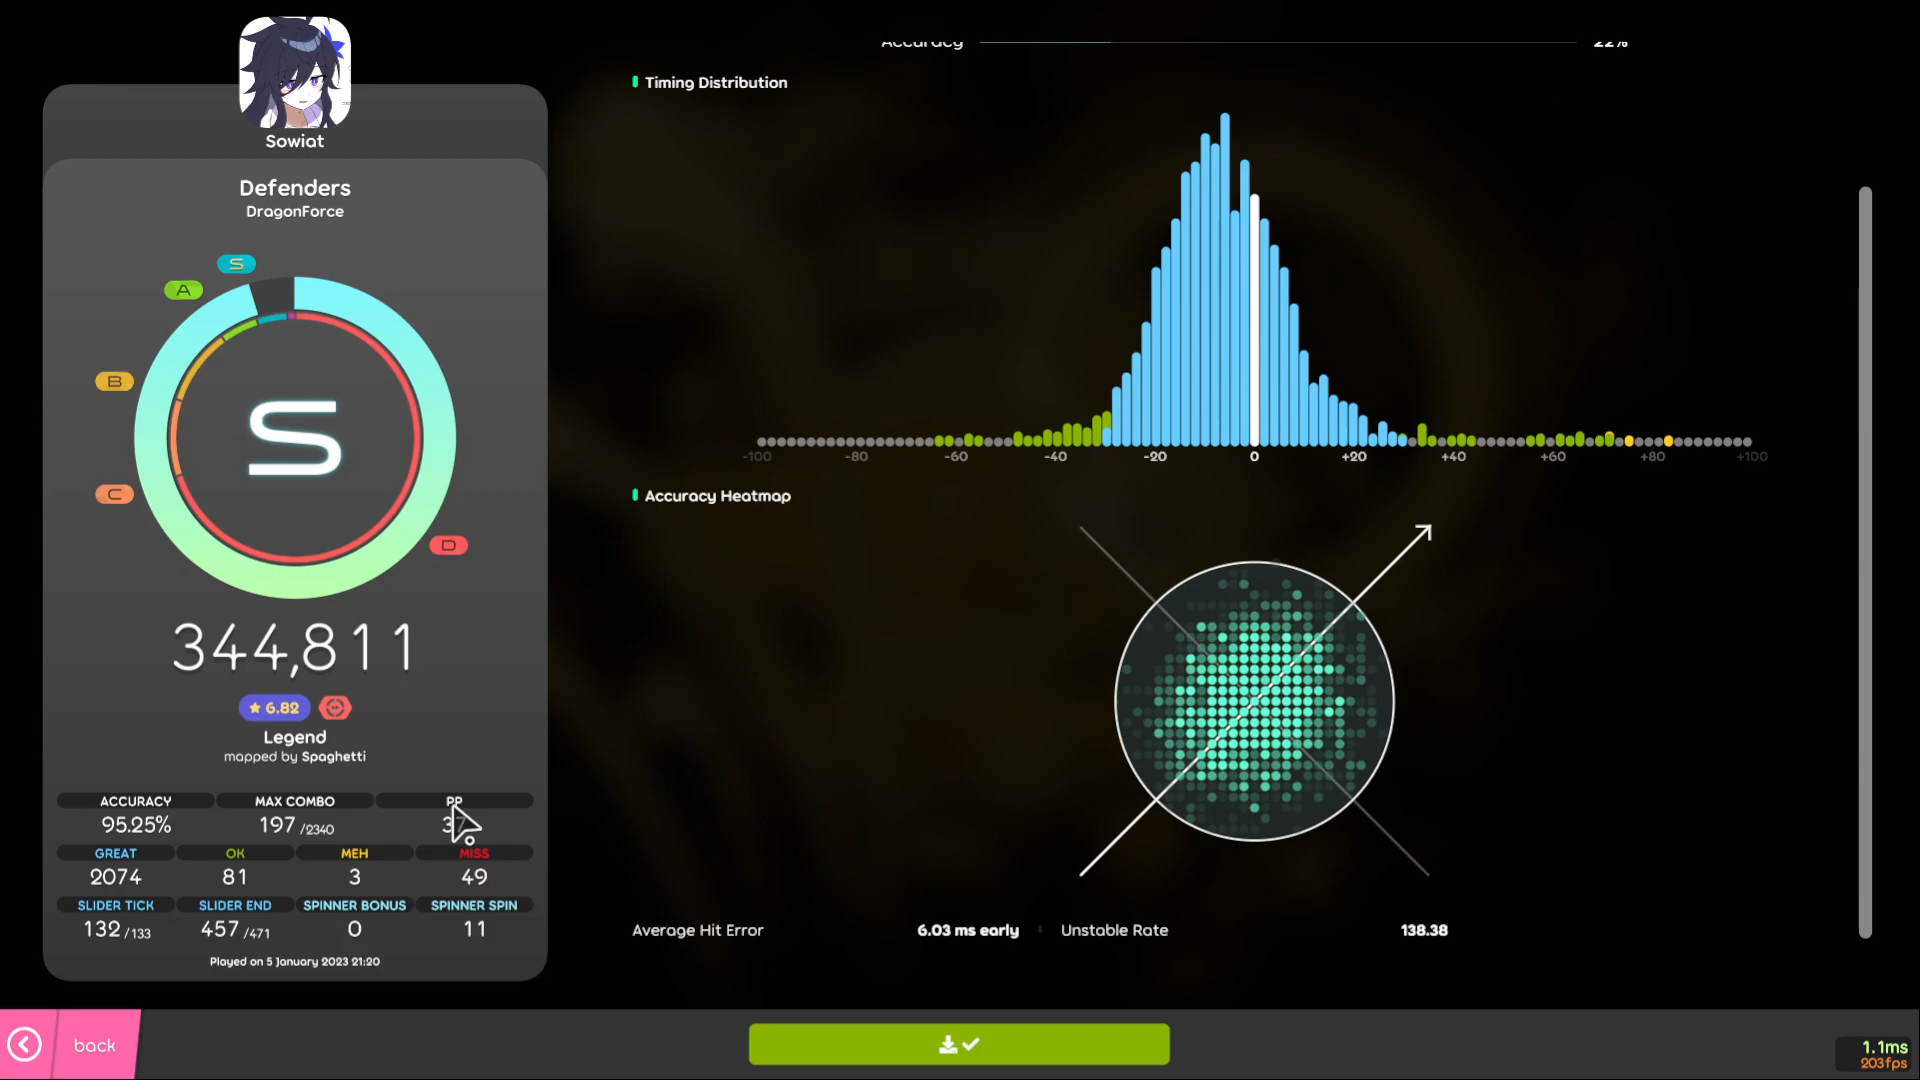 Sowiat
Defenders
DragonForce
S
A
B
C
D
S
344,811
6.82
Legend
mapped by Spaghetti
ACCURACY MAX COMBO PP
95.25% 197 /2340
GREAT OK MEH MISS
2074 81 3 49
SLIDER TICK SLIDER END SPINNER BONUS SPINNER SPIN
132 /133 457 /471 0 11
Played on 5 January 2023 21:20
Accuracy 22%
Timing Distribution
-100 -80 -60 -40 -20 0 +20 +40 +60 +80 +100
Accuracy Heatmap
Average Hit Error 6.03 ms early Unstable Rate 138.38
back
1.1ms
203fps